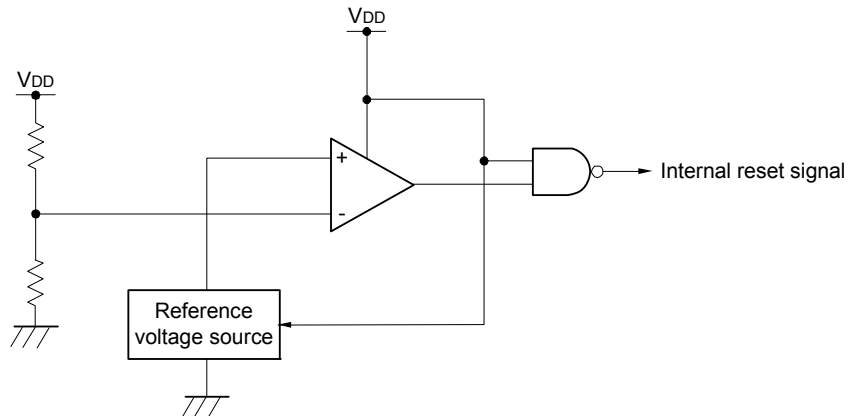 VDD
VDD
+
-
Internal reset signal
Reference
voltage source